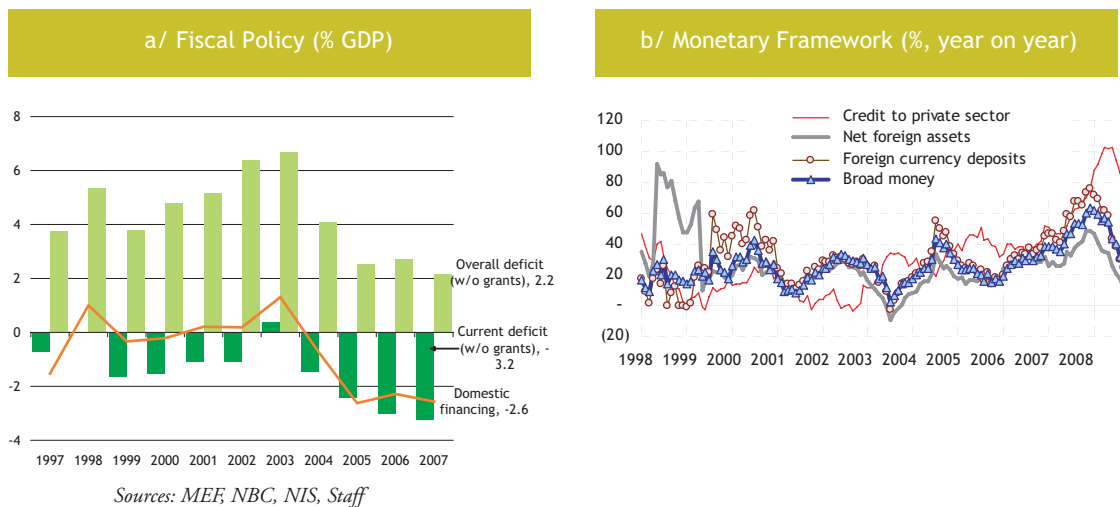 a/ Fiscal Policy (% GDP)
8
6
4
2
0
-2
-4
Overall deficit
(w/o grants), 2.2
Current deficit
(w/o grants), -
3.2
Domestic
financing, -2.6
1997 1998 1999 2000 2001 2002 2003 2004 2005 2006 2007
Sources: MEF, NBC, NIS, Staff
b/ Monetary Framework (%, year on year)
120
100
80
60
40
20
-
(20)
Credit to private sector
Net foreign assets
Foreign currency deposits
Broad money
1998 1999 2000 2001 2002 2003 2004 2005 2006 2007 2008